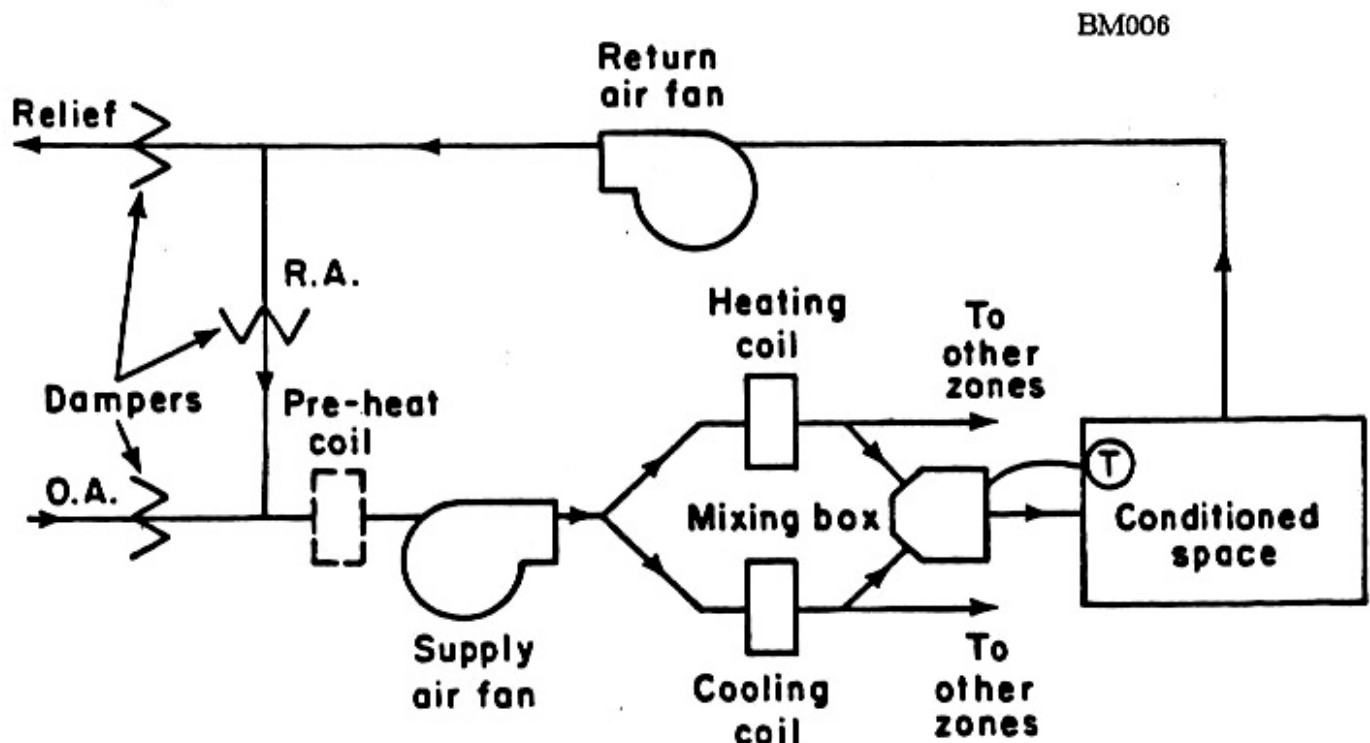 BM006
Return
air fan
Relief
R.A.
Heating
coil
To
other
zones
Dampers
Pre-heat
coil
O.A.
Mixing box
T
Conditioned
space
Supply
air fan
Cooling
coil
To
other
zones